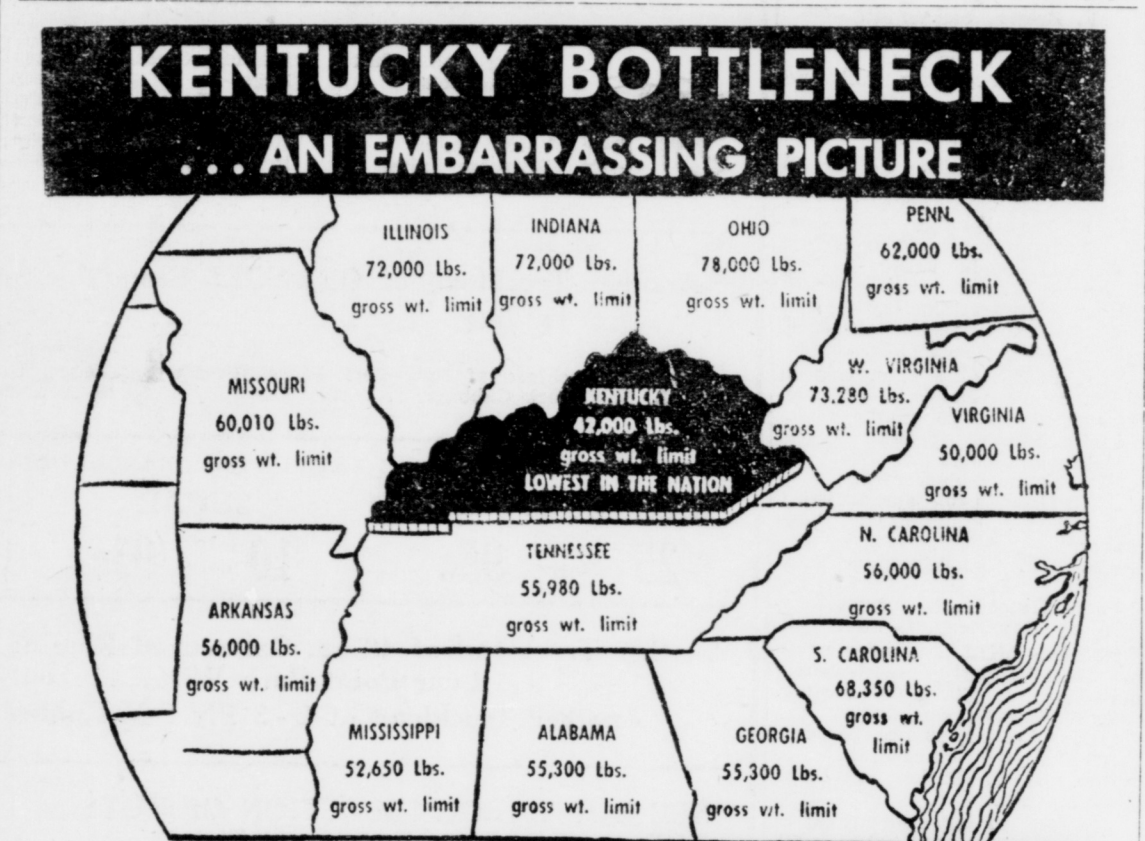 KENTUCKY BOTTLENECK
...AN EMBARRASSING PICTURE
ILLINOIS
72,000 Lbs.
gross wt. limit
INDIANA
72,000 Lbs.
gross wt. limit
OHIO
78,000 Lbs.
gross wt. limit
PENN.
62,000 Lbs.
gross wt. limit
MISSOURI
60,010 Lbs.
gross wt. limit
KENTUCKY
42,000 Lbs.
gross wt. limit
LOWEST IN THE NATION
W. VIRGINIA
73.280 Lbs.
gross wt. limit
VIRGINIA
50,000 Lbs.
gross wt. limit
TENNESSEE
55,980 Lbs.
gross wt. limit
N. CAROLINA
56,000 Lbs.
gross wt. limit
ARKANSAS
56,000 Lbs.
gross wt. limit
S. CAROLINA
68,350 Lbs.
gross wt.
limit
MISSISSIPPI
52,650 Lbs.
gross wt. limit
ALABAMA
55,300 Lbs.
gross wt. limit
GEORGIA
55,300 Lbs.
gross wt. limit